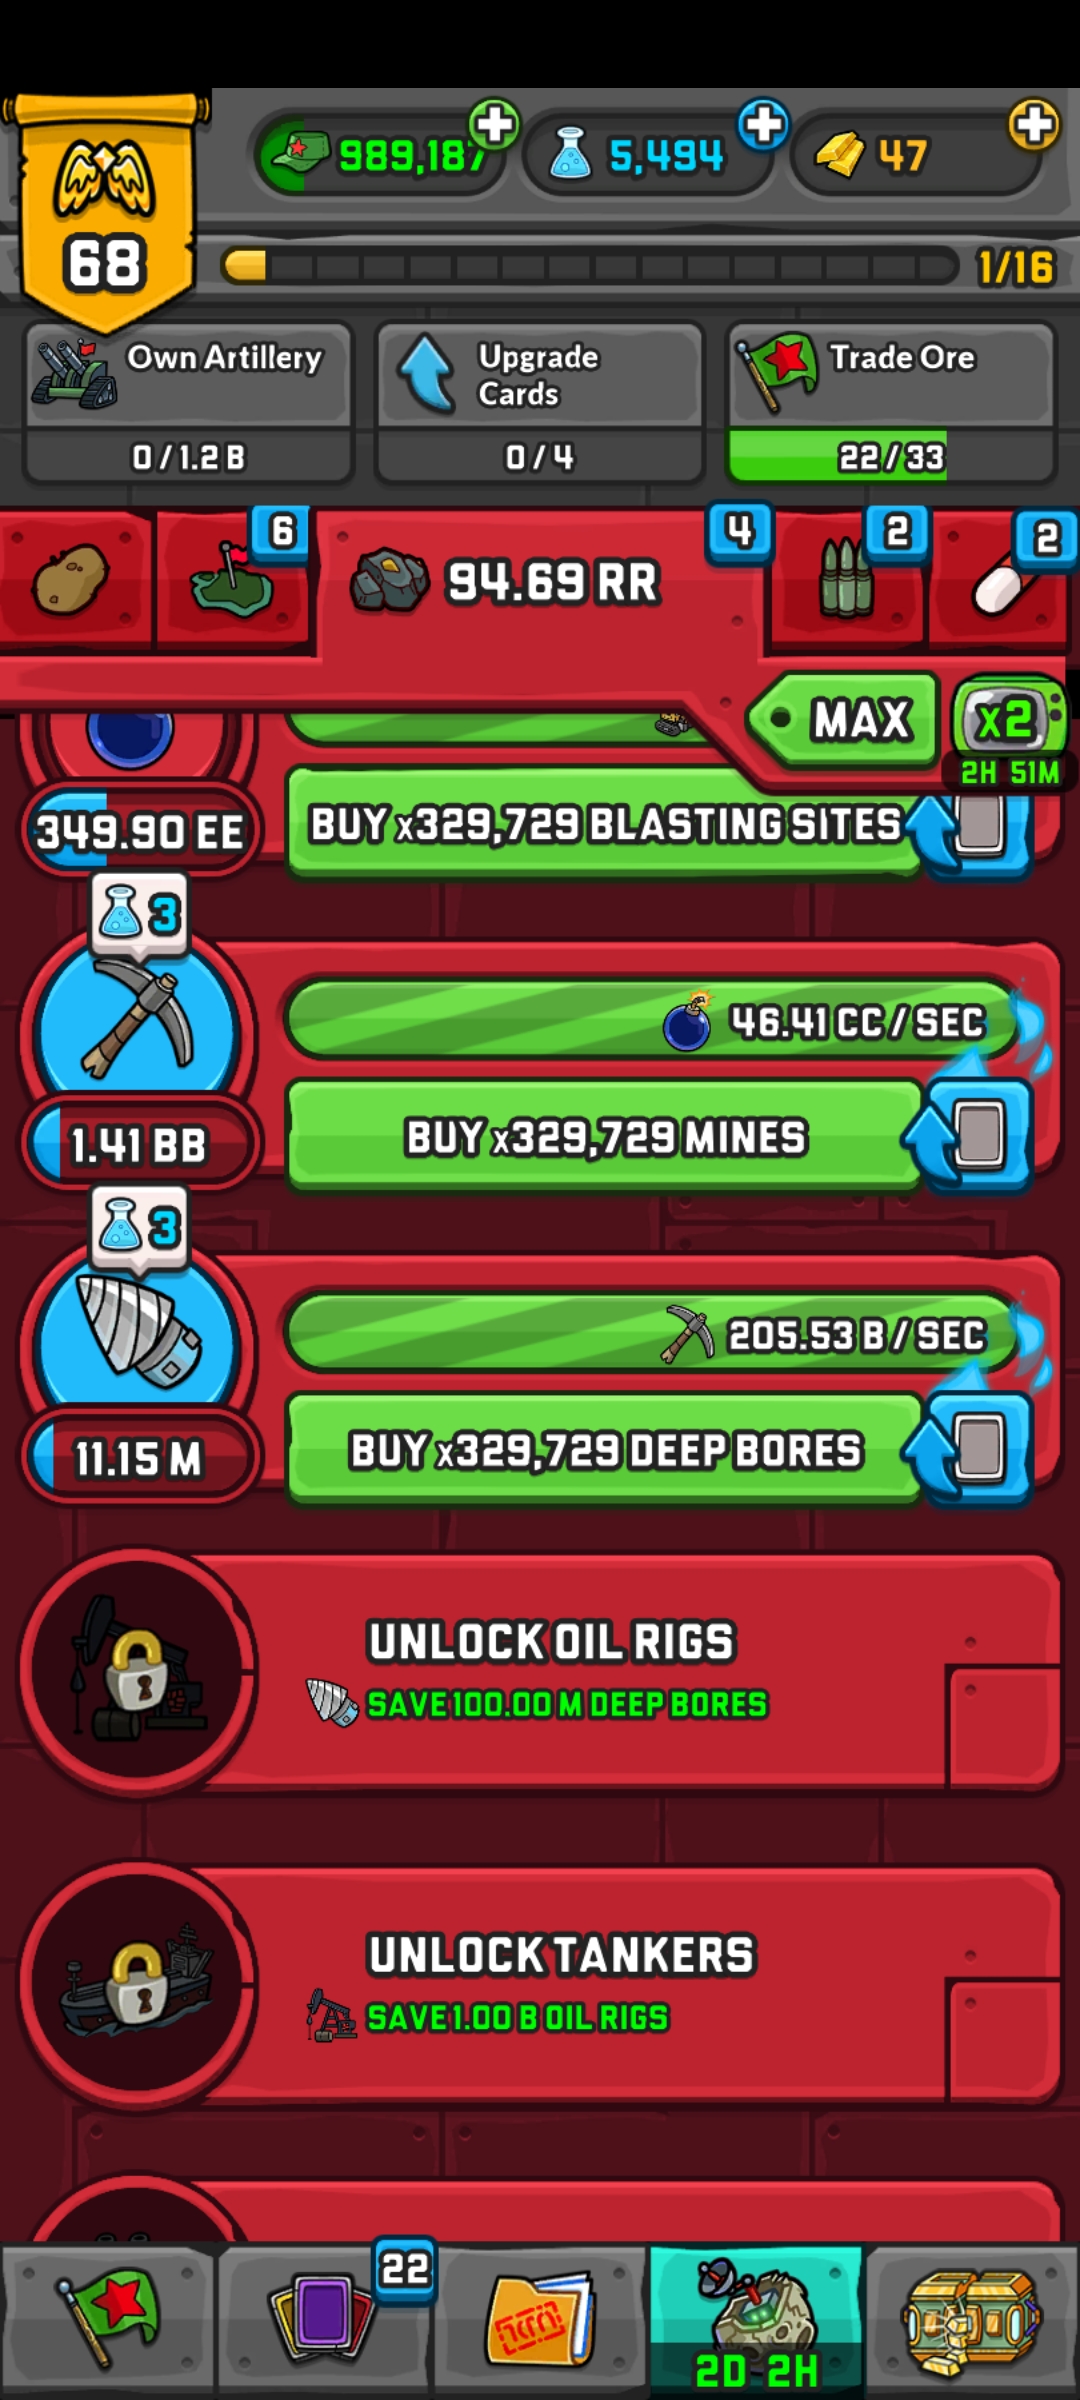 989,187
5,494
47
68
1/16
Own Artillery
0 / 1.2 B
Upgrade
Cards
0 / 4
Trade Ore
22 / 33
6
94.69 RR
4
2
2
MAX
x2
2H 51M
349.90 EE
BUY x329,729 BLASTING SITES
3
46.41 CC / SEC
1.41 BB
BUY x329,729 MINES
3
205.53 B / SEC
11.15 M
BUY x329,729 DEEP BORES
UNLOCK OIL RIGS
SAVE 100.00 M DEEP BORES
UNLOCK TANKERS
SAVE 1.00 B OIL RIGS
22
2D 2H